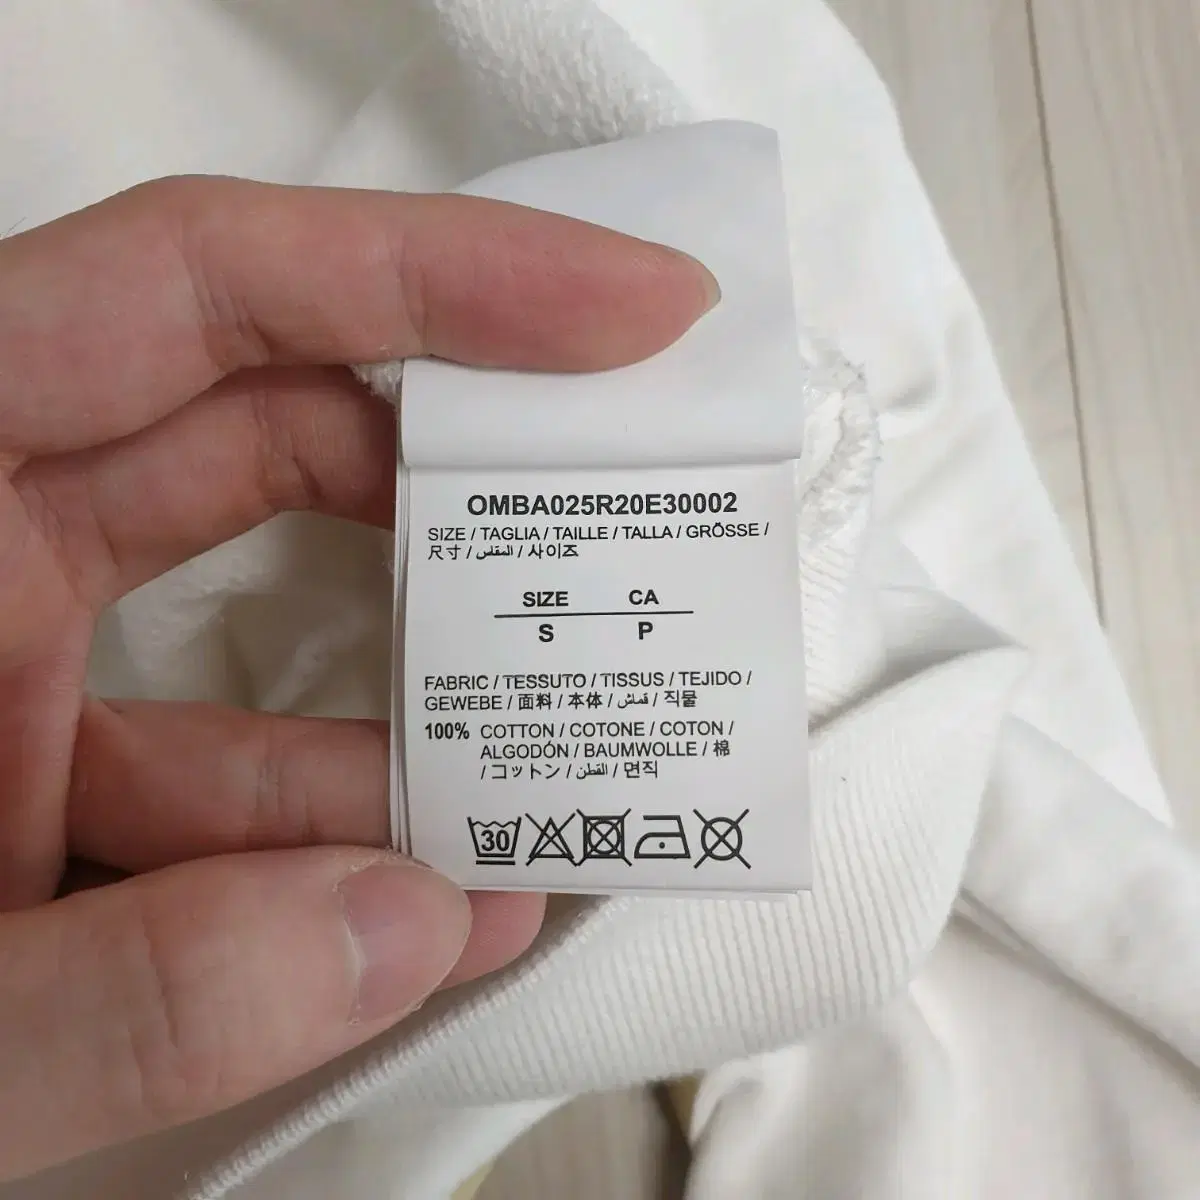 OMBA025R20E30002
SIZE / TAGLIA / TAILLE / TALLA / GRÖSSE /
尺寸 / المقاس / 사이즈
SIZE CA
S P
FABRIC / TESSUTO / TISSUS / TEJIDO /
GEWEBE / 面料 / 本体 / قماش / 직물
100% COTTON / COTONE / COTON /
ALGODÓN / BAUMWOLLE / 棉
/ コットン / القطن / 면직
30